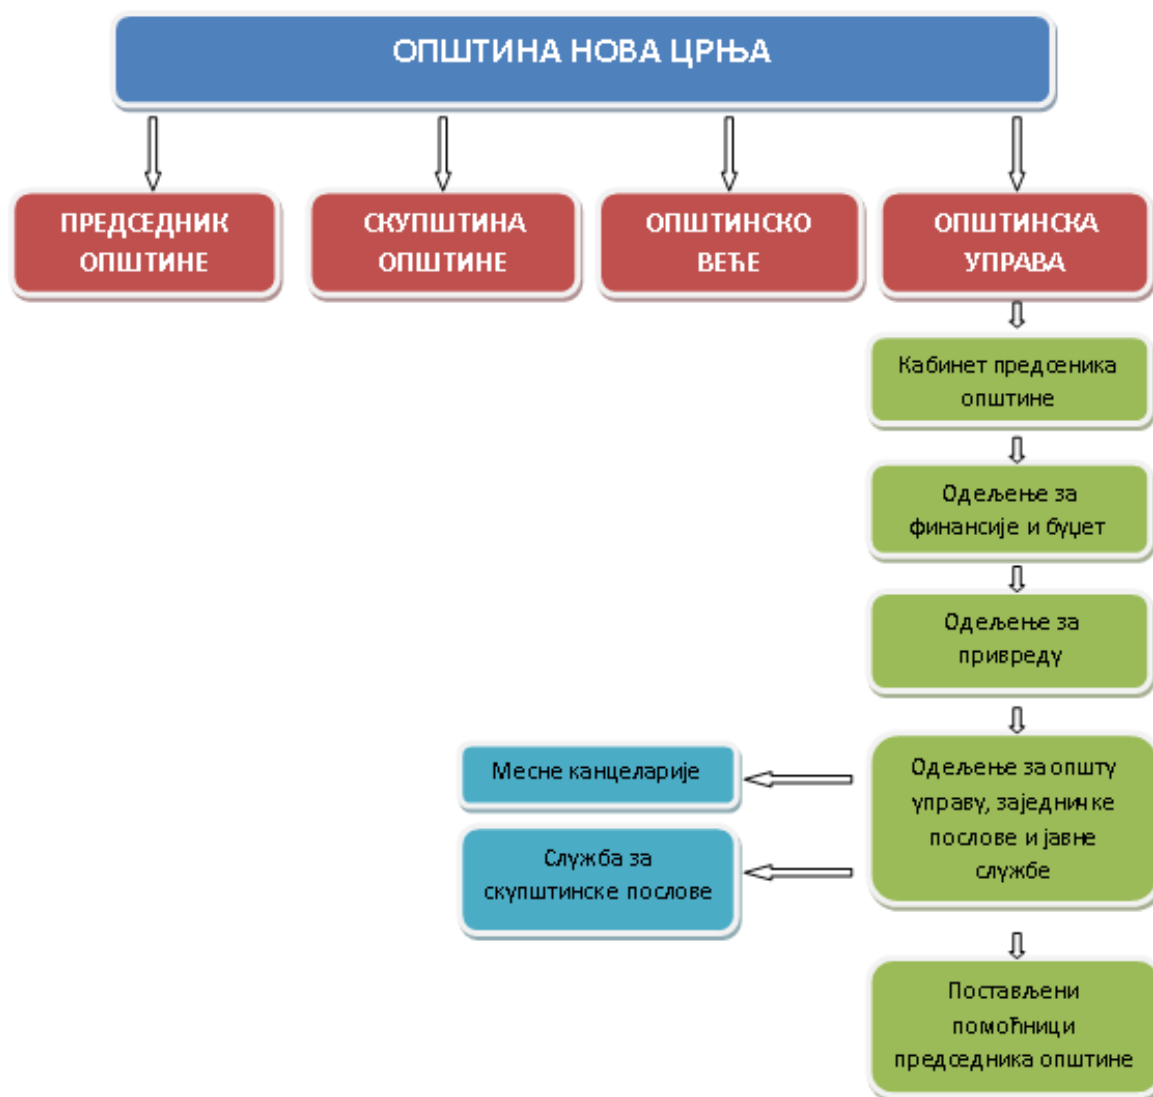 ОПШТИНА НОВА ЦРЊА
ПРЕДСЕДНИК
ОПШТИНЕ
СКУПШТИНА
ОПШТИНЕ
ОПШТИНСКО
ВЕЋЕ
ОПШТИНСКА
УПРАВА
Кабинет предсеника
општине
Одељење за
финансије и буџет
Одељење за
привреду
Одељење за општу
управу, заједничке
послове и јавне
службе
Месне канцеларије
Служба за
скупштинске послове
Постављени
помоћници
председника општине